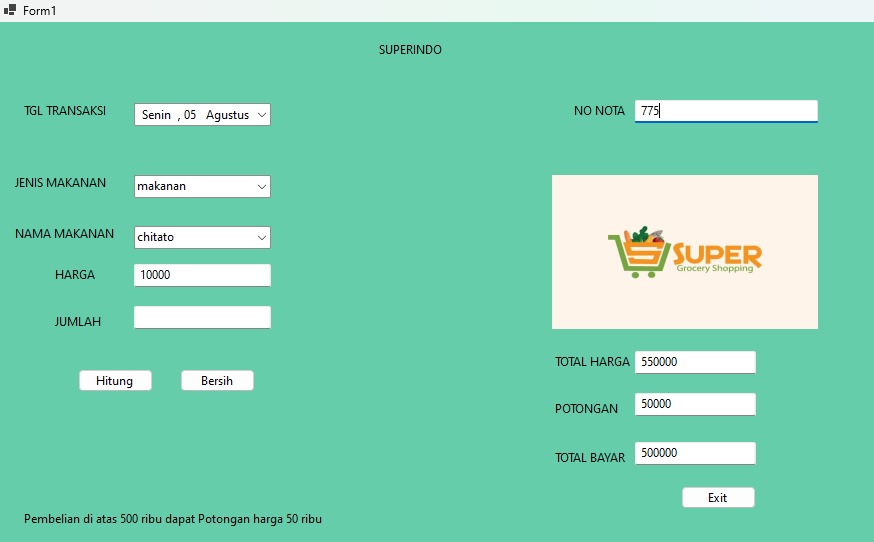 Form1
SUPERINDO
TGL TRANSAKSI Senin , 05 Agustus
NO NOTA 775
JENIS MAKANAN makanan
NAMA MAKANAN chitato
HARGA 10000
JUMLAH
SUPER
Grocery Shopping
Hitung Bersih
TOTAL HARGA 550000
POTONGAN 50000
TOTAL BAYAR 500000
Exit
Pembelian di atas 500 ribu dapat Potongan harga 50 ribu